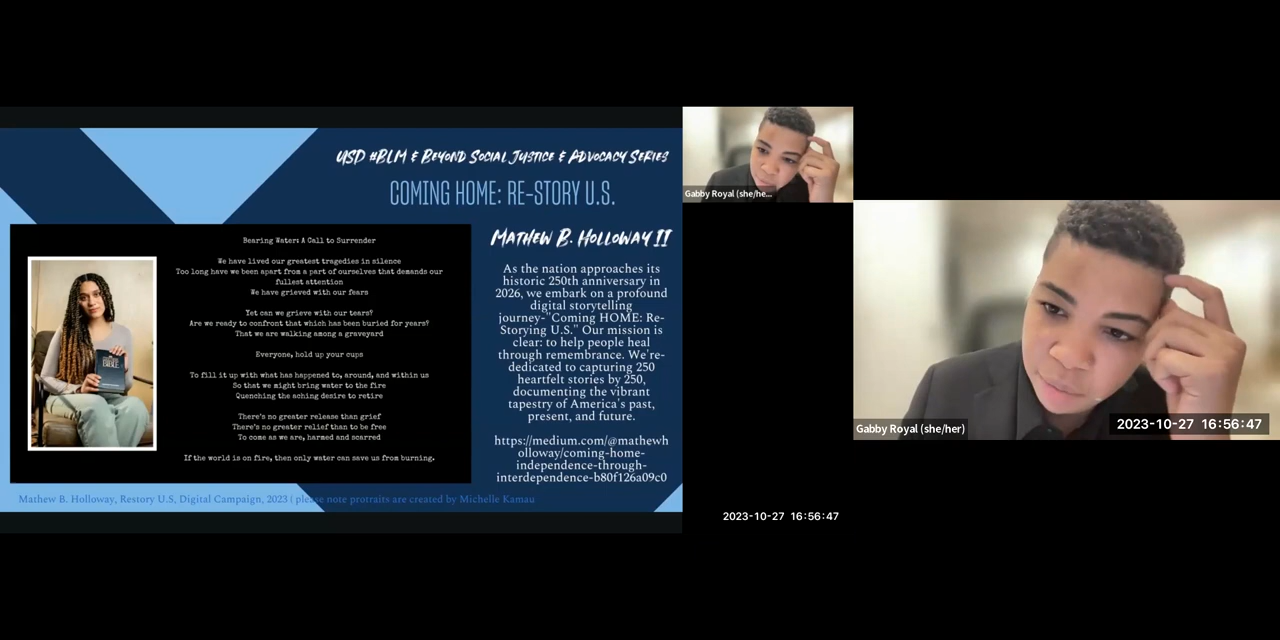 USD #BLM & Beyond Social Justice & Advocacy Series
COMING HOME: RE-STORY U.S.
Bearing Water: A Call to Surrender
We have lived our greatest tragedies in silence
Too long have we been apart from a part of ourselves that demands our
fullest attention
We have grieved with our fears
Yet can we grieve with our tears?
Are we ready to confront that which has been buried for years?
That we are walking among a graveyard
Everyone, hold up your cups
To fill it up with what has happened to, around, and within us
So that we might bring water to the fire
Quenching the aching desire to retire
There's no greater release than grief
There's no greater relief than to be free
To come as we are, harmed and scarred
If the world is on fire, then only water can save us from burning.
BIBLE
Mathew B. Holloway II
As the nation approaches its
historic 250th anniversary in
2026, we embark on a profound
digital storytelling
journey-"Coming HOME: Re-
Storying U.S." Our mission is
clear: to help people heal
through remembrance. We're-
dedicated to capturing 250
heartfelt stories by 250,
documenting the vibrant
tapestry of America's past,
present, and future.
https://medium.com/@mathewh
olloway/coming-home-
independence-through-
interdependence-b80f126a09c0
Mathew B. Holloway, Restory U.S, Digital Campaign, 2023 | please note protraits are created by Michelle Kamau
Gabby Royal (she/he...
2023-10-27 16:56:47
Gabby Royal (she/her)
2023-10-27 16:56:47